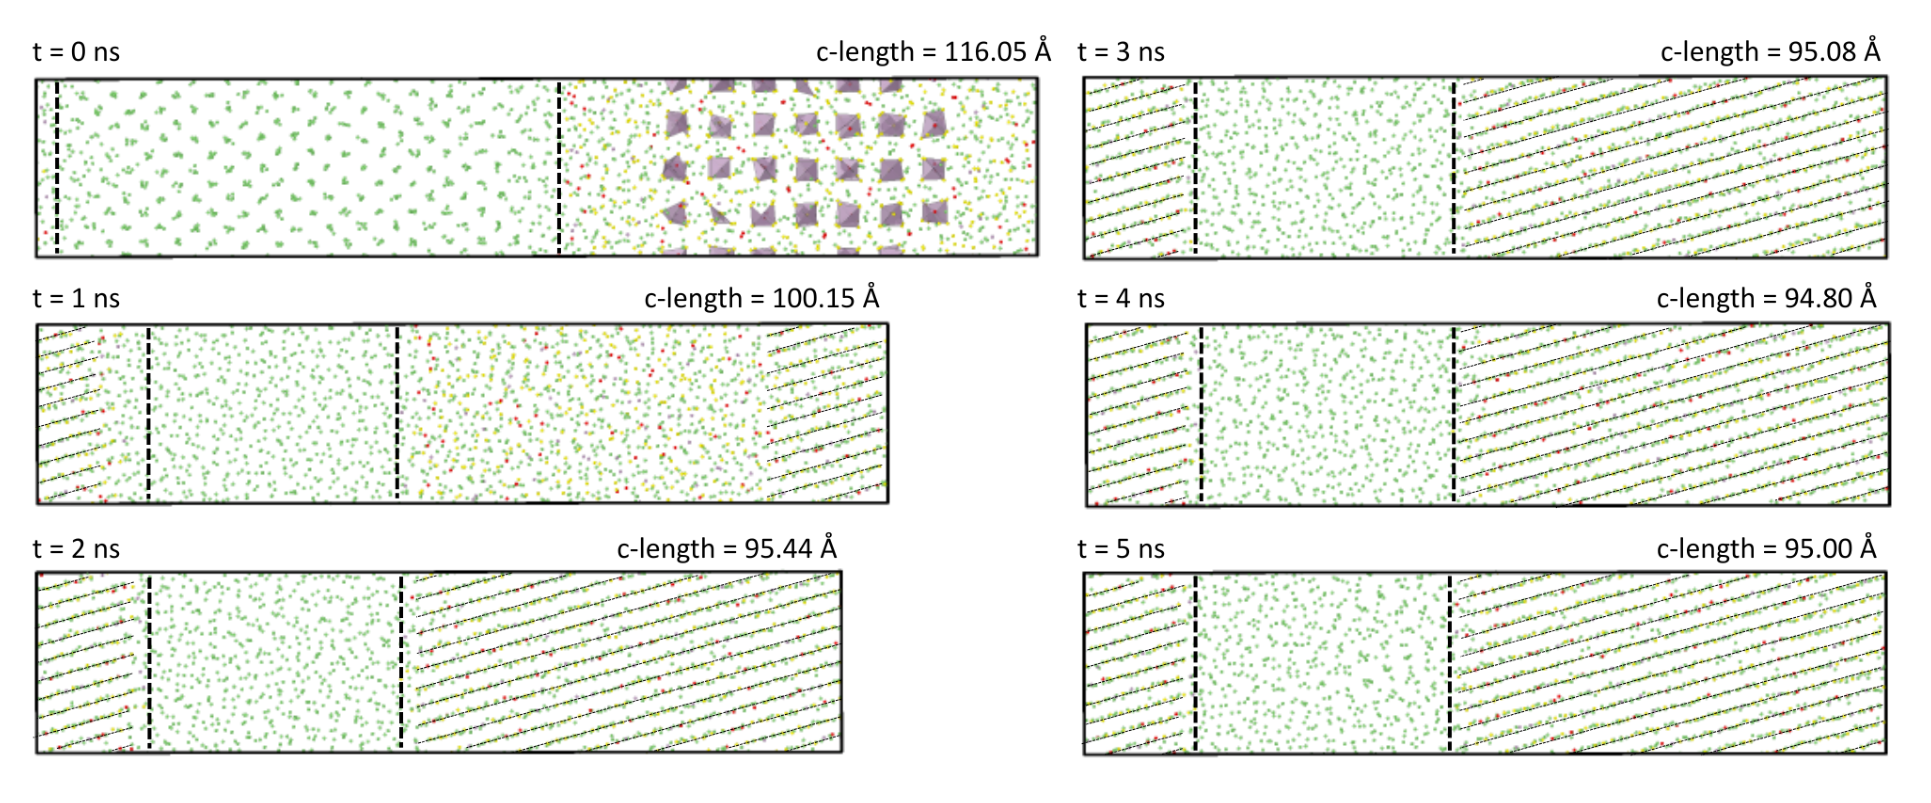 t = 0 ns
c-length = 116.05 Å
t = 1 ns
c-length = 100.15 Å
t = 2 ns
c-length = 95.44 Å
t = 3 ns
c-length = 95.08 Å
t = 4 ns
c-length = 94.80 Å
t = 5 ns
c-length = 95.00 Å